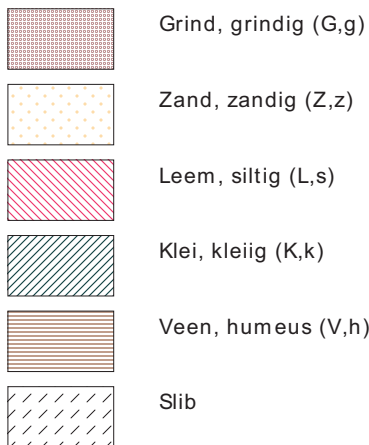 Grind, grindig (G,g)
Zand, zandig (Z,z)
Leem, siltig (L,s)
Klei, kleiig (K,k)
Veen, humeus (V,h)
Slib